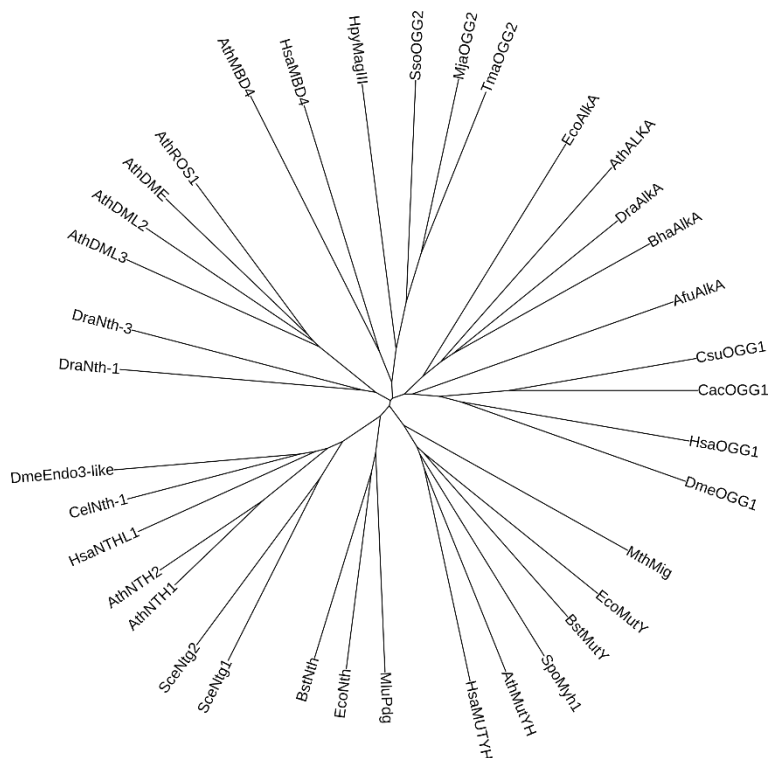 AthMBD4
HsaMBD4
HpyMagIII
SsoOGG2
MjaOGG2
TmaOGG2
EcoAlkA
AthALKA
DraAlkA
BhaAlkA
AfuAlkA
CsuOGG1
CacOGG1
HsaOGG1
DmeOGG1
MthMig
EcoMutY
BstMutY
SpoMyh1
AthMutYH
HsaMUTYH
MluPdg
EcoNth
BstNth
SceNtg1
SceNtg2
AthNTH1
AthNTH2
HsaNTHL1
CelNth-1
DmeEndo3-like
DraNth-1
DraNth-3
AthDML3
AthDML2
AthDME
AthROS1